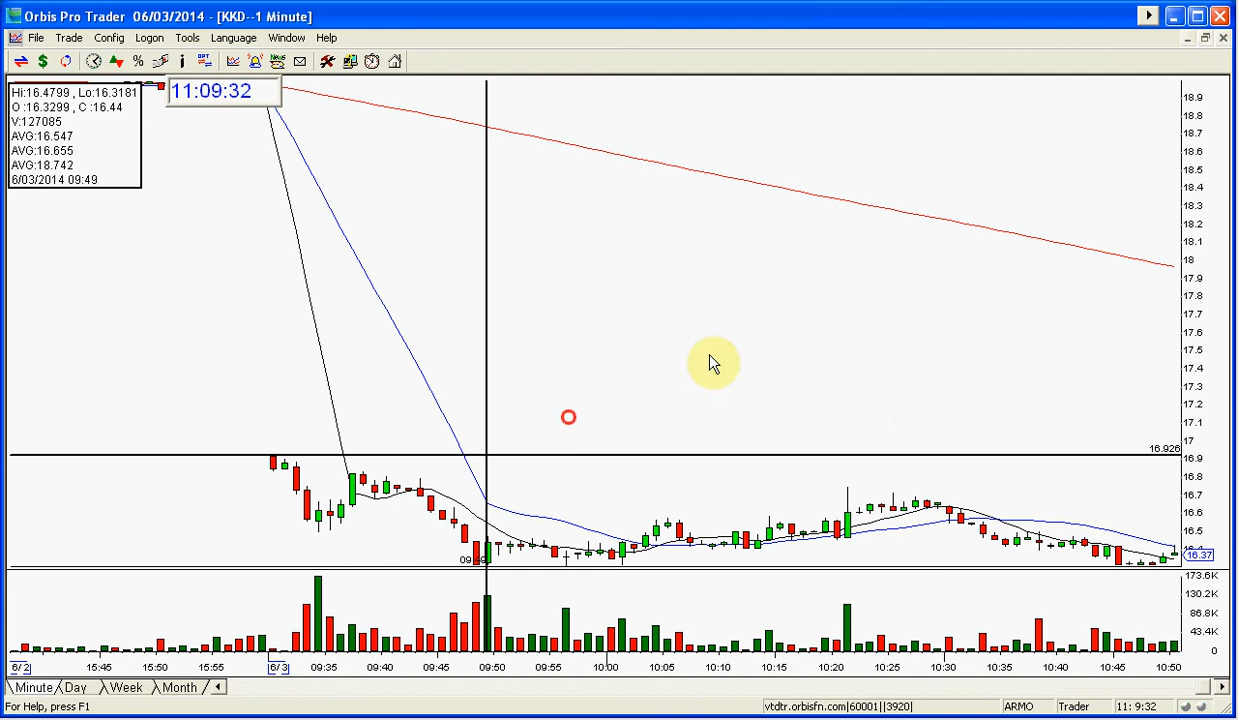 Orbis Pro Trader 06/03/2014 - [KKD--1 Minute]
File Trade Config Logon Tools Language Window Help
11:09:32
Hi:16.4799 , Lo:16.3181
O :16.3299 , C :16.44
V:127085
AVG:16.547
AVG:16.655
AVG:18.742
6/03/2014 09:49
18.9
18.8
18.7
18.6
18.5
18.4
18.3
18.2
18.1
18
17.9
17.8
17.7
17.6
17.5
17.4
17.3
17.2
17.1
17
16.926
16.9
16.8
16.7
16.6
16.5
16.37
173.6K
130.2K
86.8K
43.4K
0
6/2 15:45 15:50 15:55 6/3 09:35 09:40 09:45 09:50 09:55 10:00 10:05 10:10 10:15 10:20 10:25 10:30 10:35 10:40 10:45 10:50
Minute Day Week Month
For Help, press F1 vtdtr.orbisfn.com|60001||3920| ARMO Trader 11: 9:32